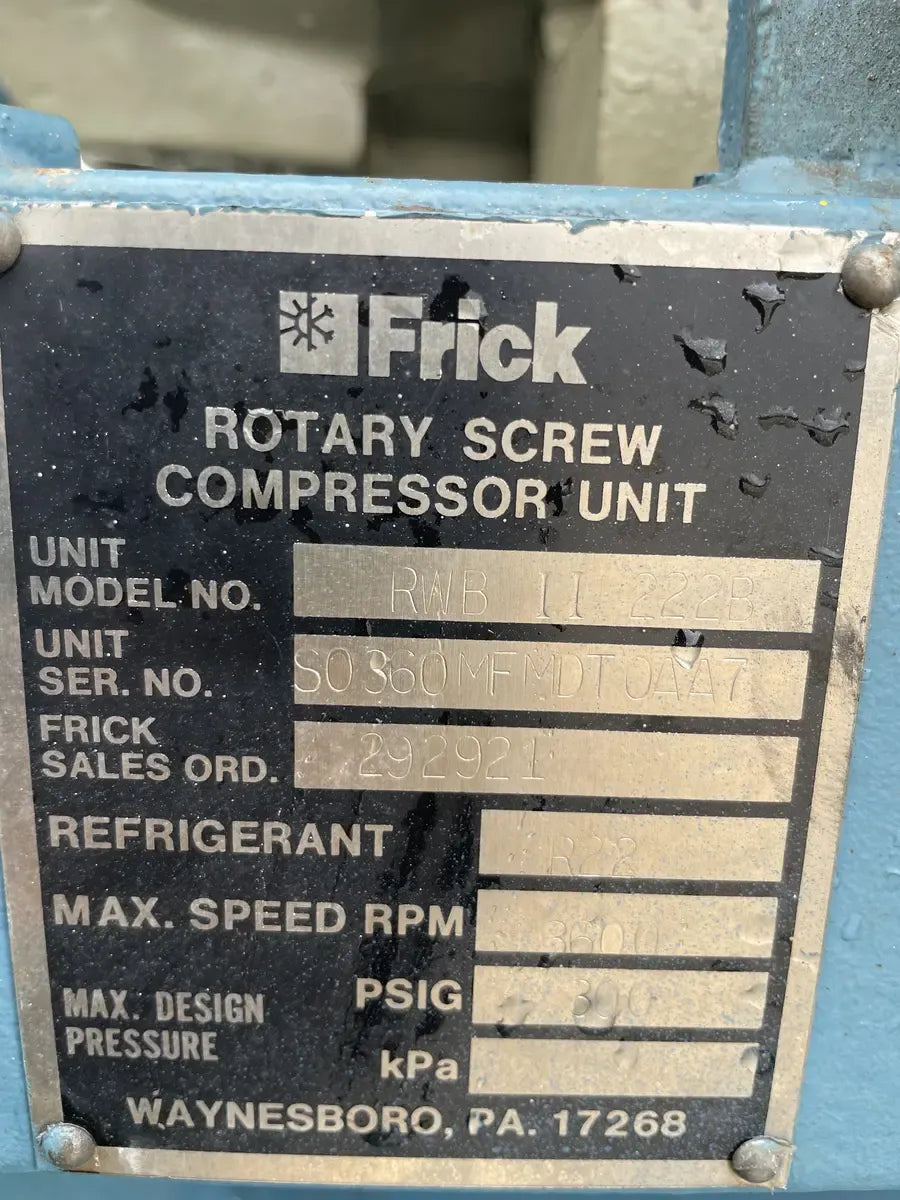 Frick
ROTARY SCREW
COMPRESSOR UNIT
UNIT
MODEL NO. RWB II 222B
UNIT
SER. NO. S0360MFMDT0AA7
FRICK
SALES ORD. 292921
REFRIGERANT R22
MAX. SPEED RPM 3600
MAX. DESIGN
PRESSURE
PSIG 300
kPa
WAYNESBORO, PA. 17268